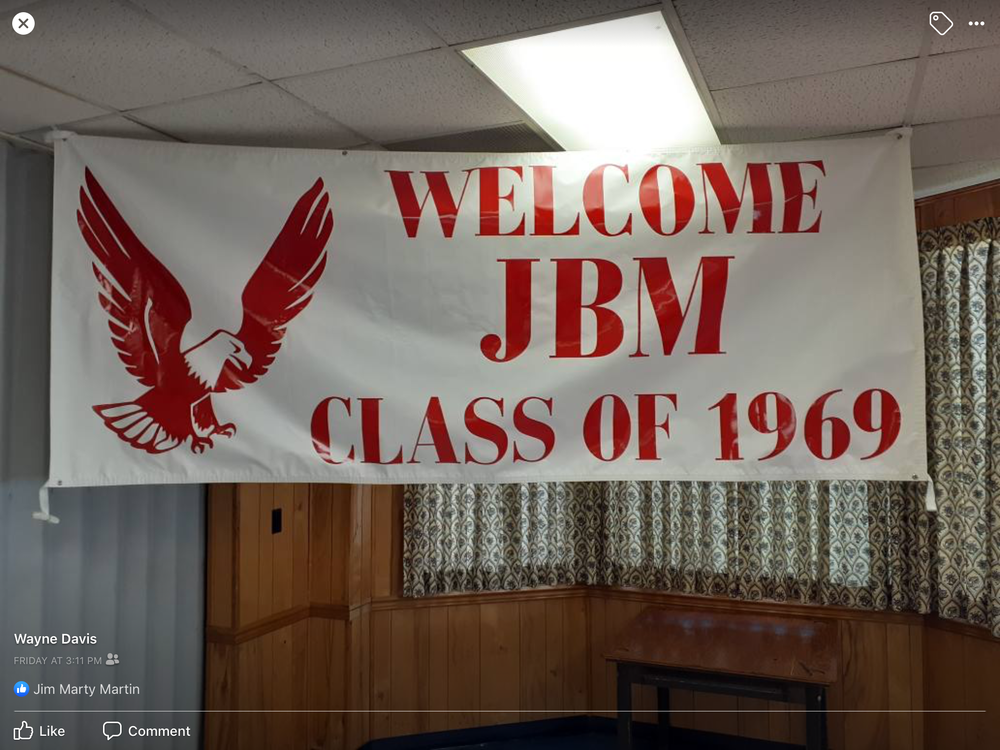 WELCOME
JBM
CLASS OF 1969
Wayne Davis
FRIDAY AT 3:11 PM
Jim Marty Martin
Like
Comment